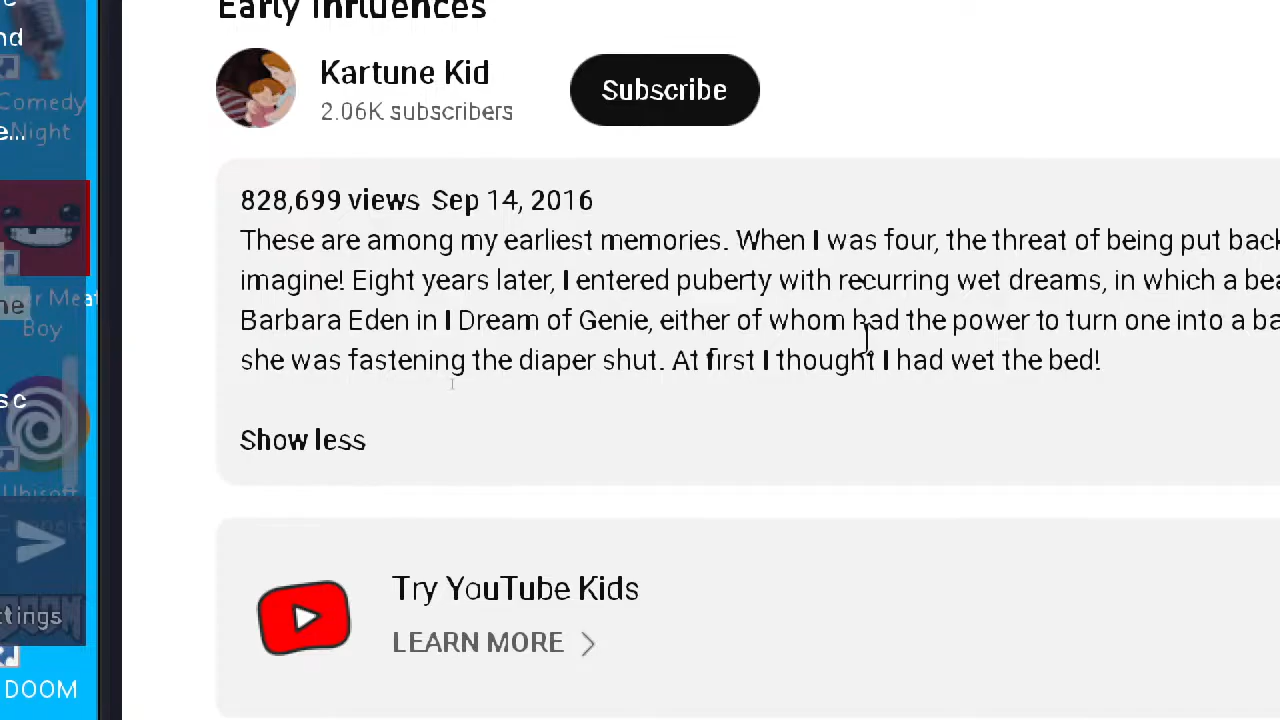 Early Influences
Kartune Kid
Subscribe
2.06K subscribers
828,699 views Sep 14, 2016
These are among my earliest memories. When I was four, the threat of being put back
imagine! Eight years later, I entered puberty with recurring wet dreams, in which a
Barbara Eden in I Dream of Genie, either of whom had the power to turn one into a
she was fastening the diaper shut. At first I thought I had wet the bed!
Show less
Try YouTube Kids
LEARN MORE
nd
Comedy
e... Night
Meat
Boy
Ubisoft
Connect
DOOM